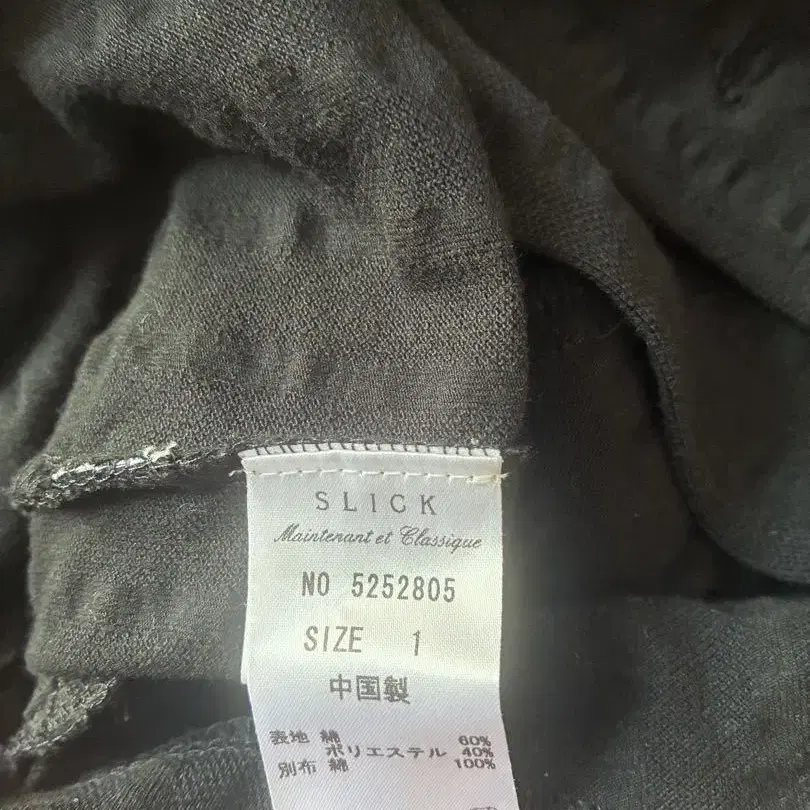 SLICK
Maintenant et Classique
NO 5252805
SIZE 1
中国製
表地 綿 60%
ポリエステル 40%
別布 綿 100%